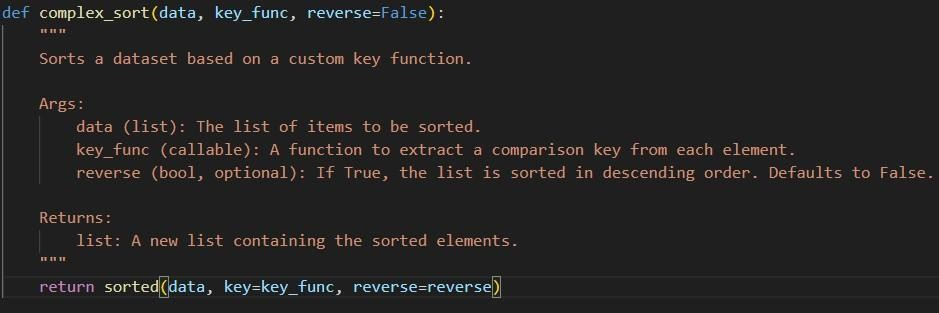 def complex_sort(data, key_func, reverse=False):
    """
    Sorts a dataset based on a custom key function.

    Args:
        data (list): The list of items to be sorted.
        key_func (callable): A function to extract a comparison key from each element.
        reverse (bool, optional): If True, the list is sorted in descending order. Defaults to False.

    Returns:
        list: A new list containing the sorted elements.
    """
    return sorted(data, key=key_func, reverse=reverse)